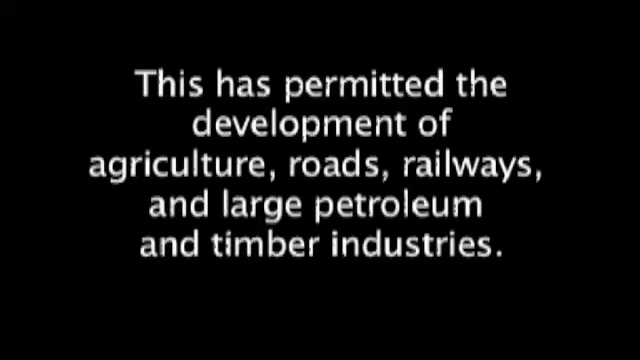 This has permitted the
development of
agriculture, roads, railways,
and large petroleum
and timber industries.